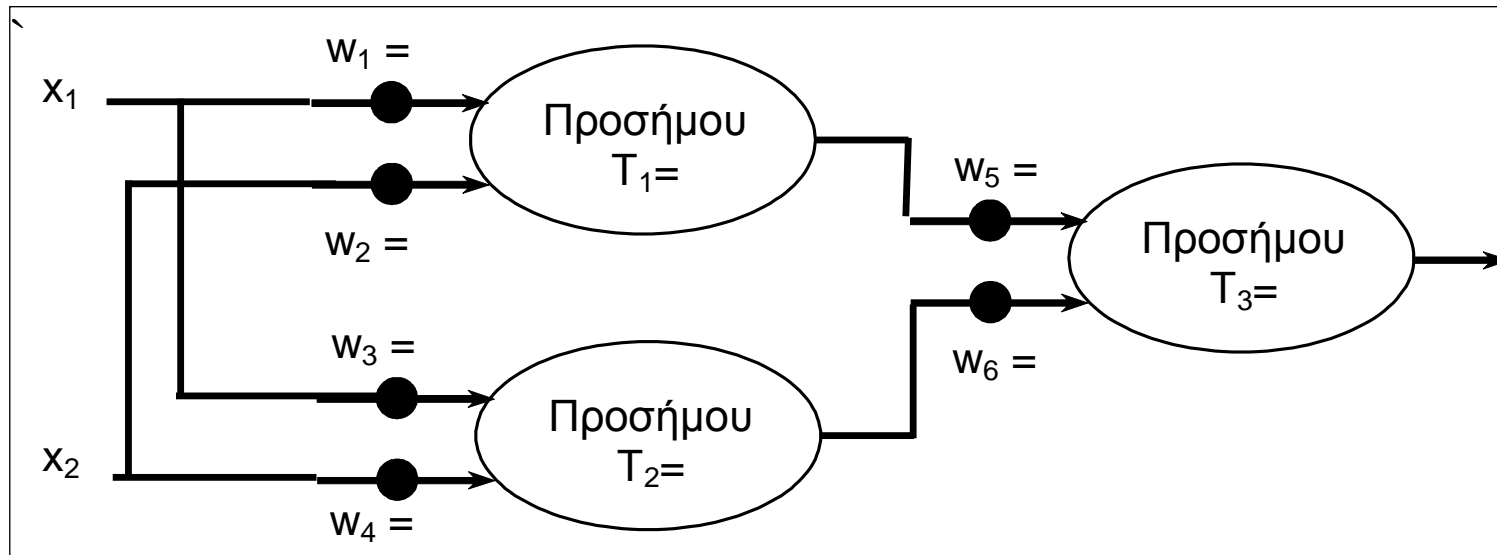 `
w1 =
x1
Προσήμου
T1=
w2 =
w5 =
Προσήμου
T3=
w6 =
w3 =
Προσήμου
T2=
x2
w4 =